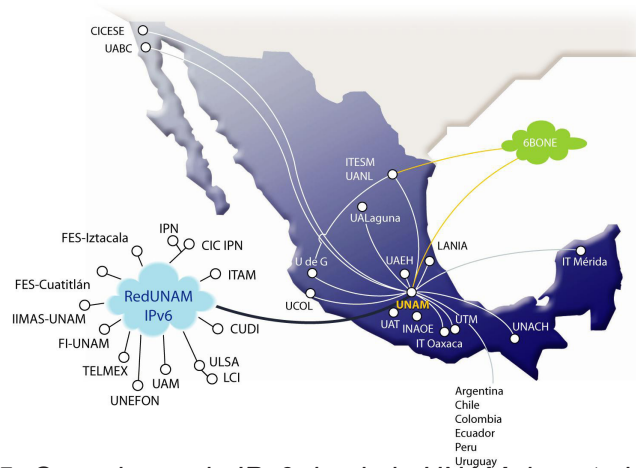 CICESE
UABC
6BONE
ITESM
UANL
UALaguna
LANIA
IPN
FES-Iztacala
CIC IPN
U de G
UAEH
IT Mérida
ITAM
FES-Cuatitlán
RedUNAM
IPv6
UCOL
UNAM
IIMAS-UNAM
CUDI
UAT
INAOE
UTM
UNACH
FI-UNAM
IT Oaxaca
TELMEX
UAM
ULSA
LCI
UNEFON
Argentina
Chile
Colombia
Ecuador
Peru
Uruguay